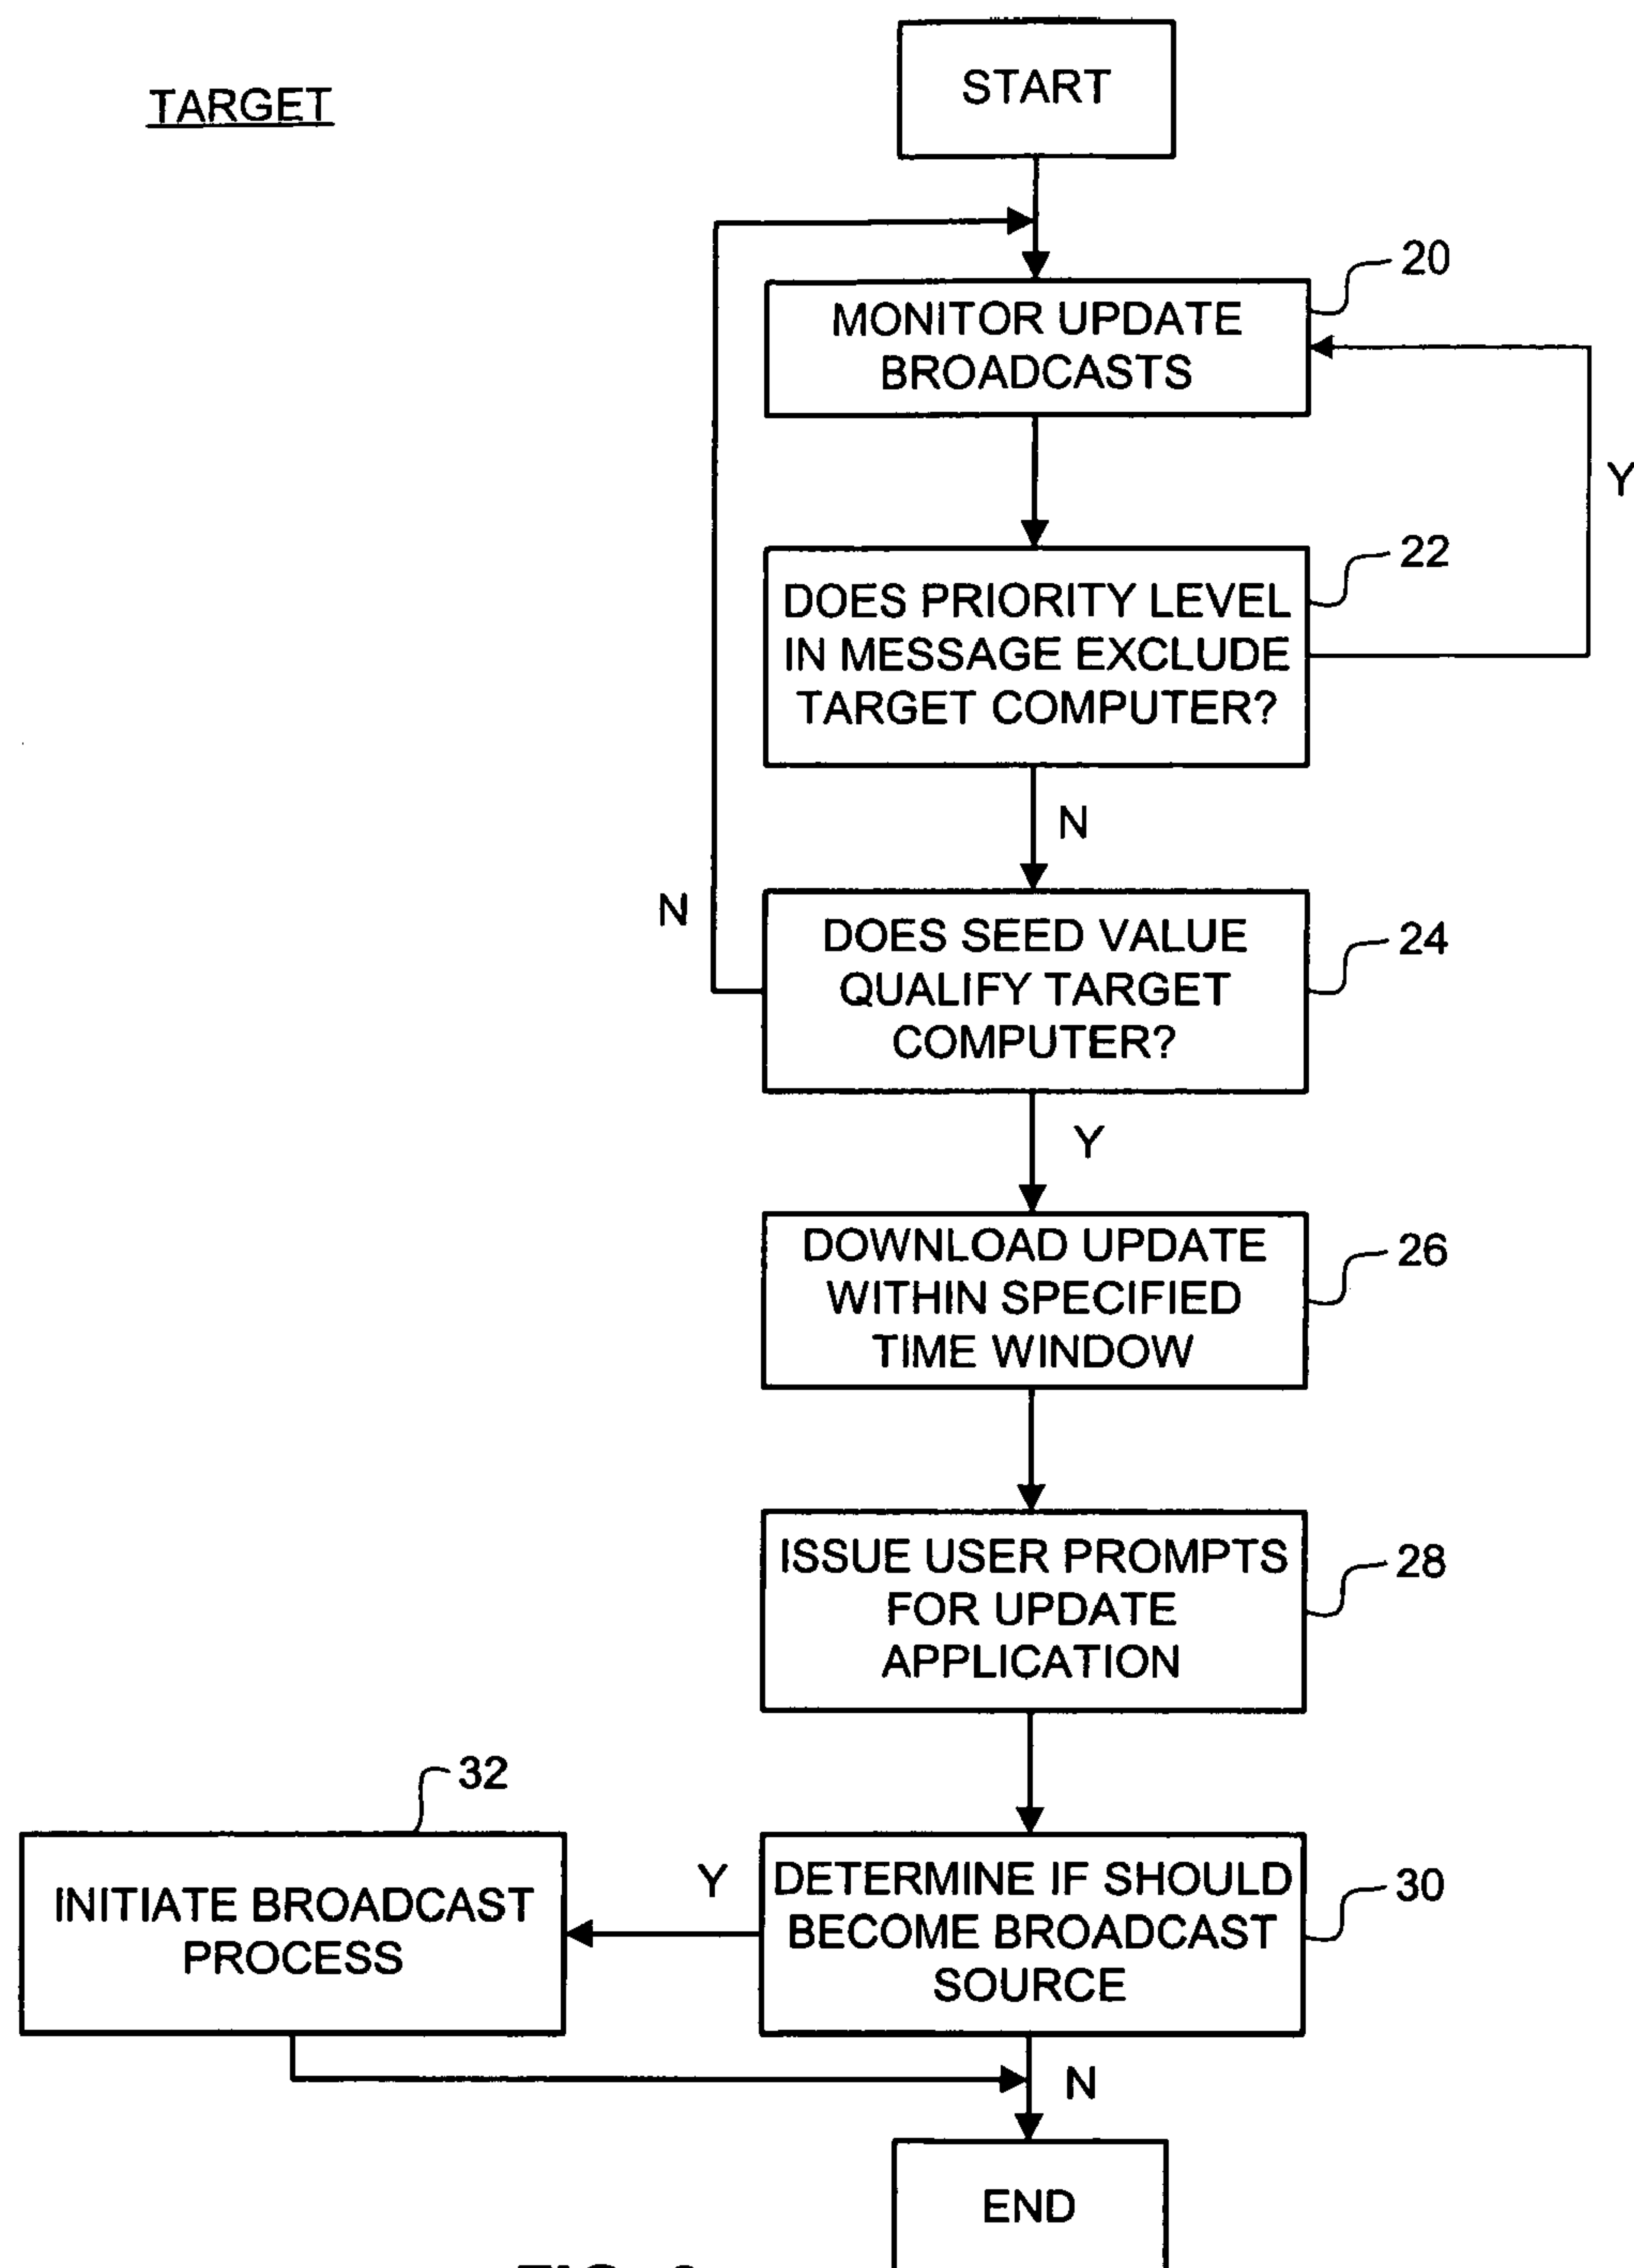 TARGET
START
20
MONITOR UPDATE
BROADCASTS
Y
22
DOES PRIORITY LEVEL
IN MESSAGE EXCLUDE
TARGET COMPUTER?
N
N
24
DOES SEED VALUE
QUALIFY TARGET
COMPUTER?
Y
26
DOWNLOAD UPDATE
WITHIN SPECIFIED
TIME WINDOW
28
ISSUE USER PROMPTS
FOR UPDATE
APPLICATION
32
INITIATE BROADCAST
PROCESS
Y
30
DETERMINE IF SHOULD
BECOME BROADCAST
SOURCE
N
END